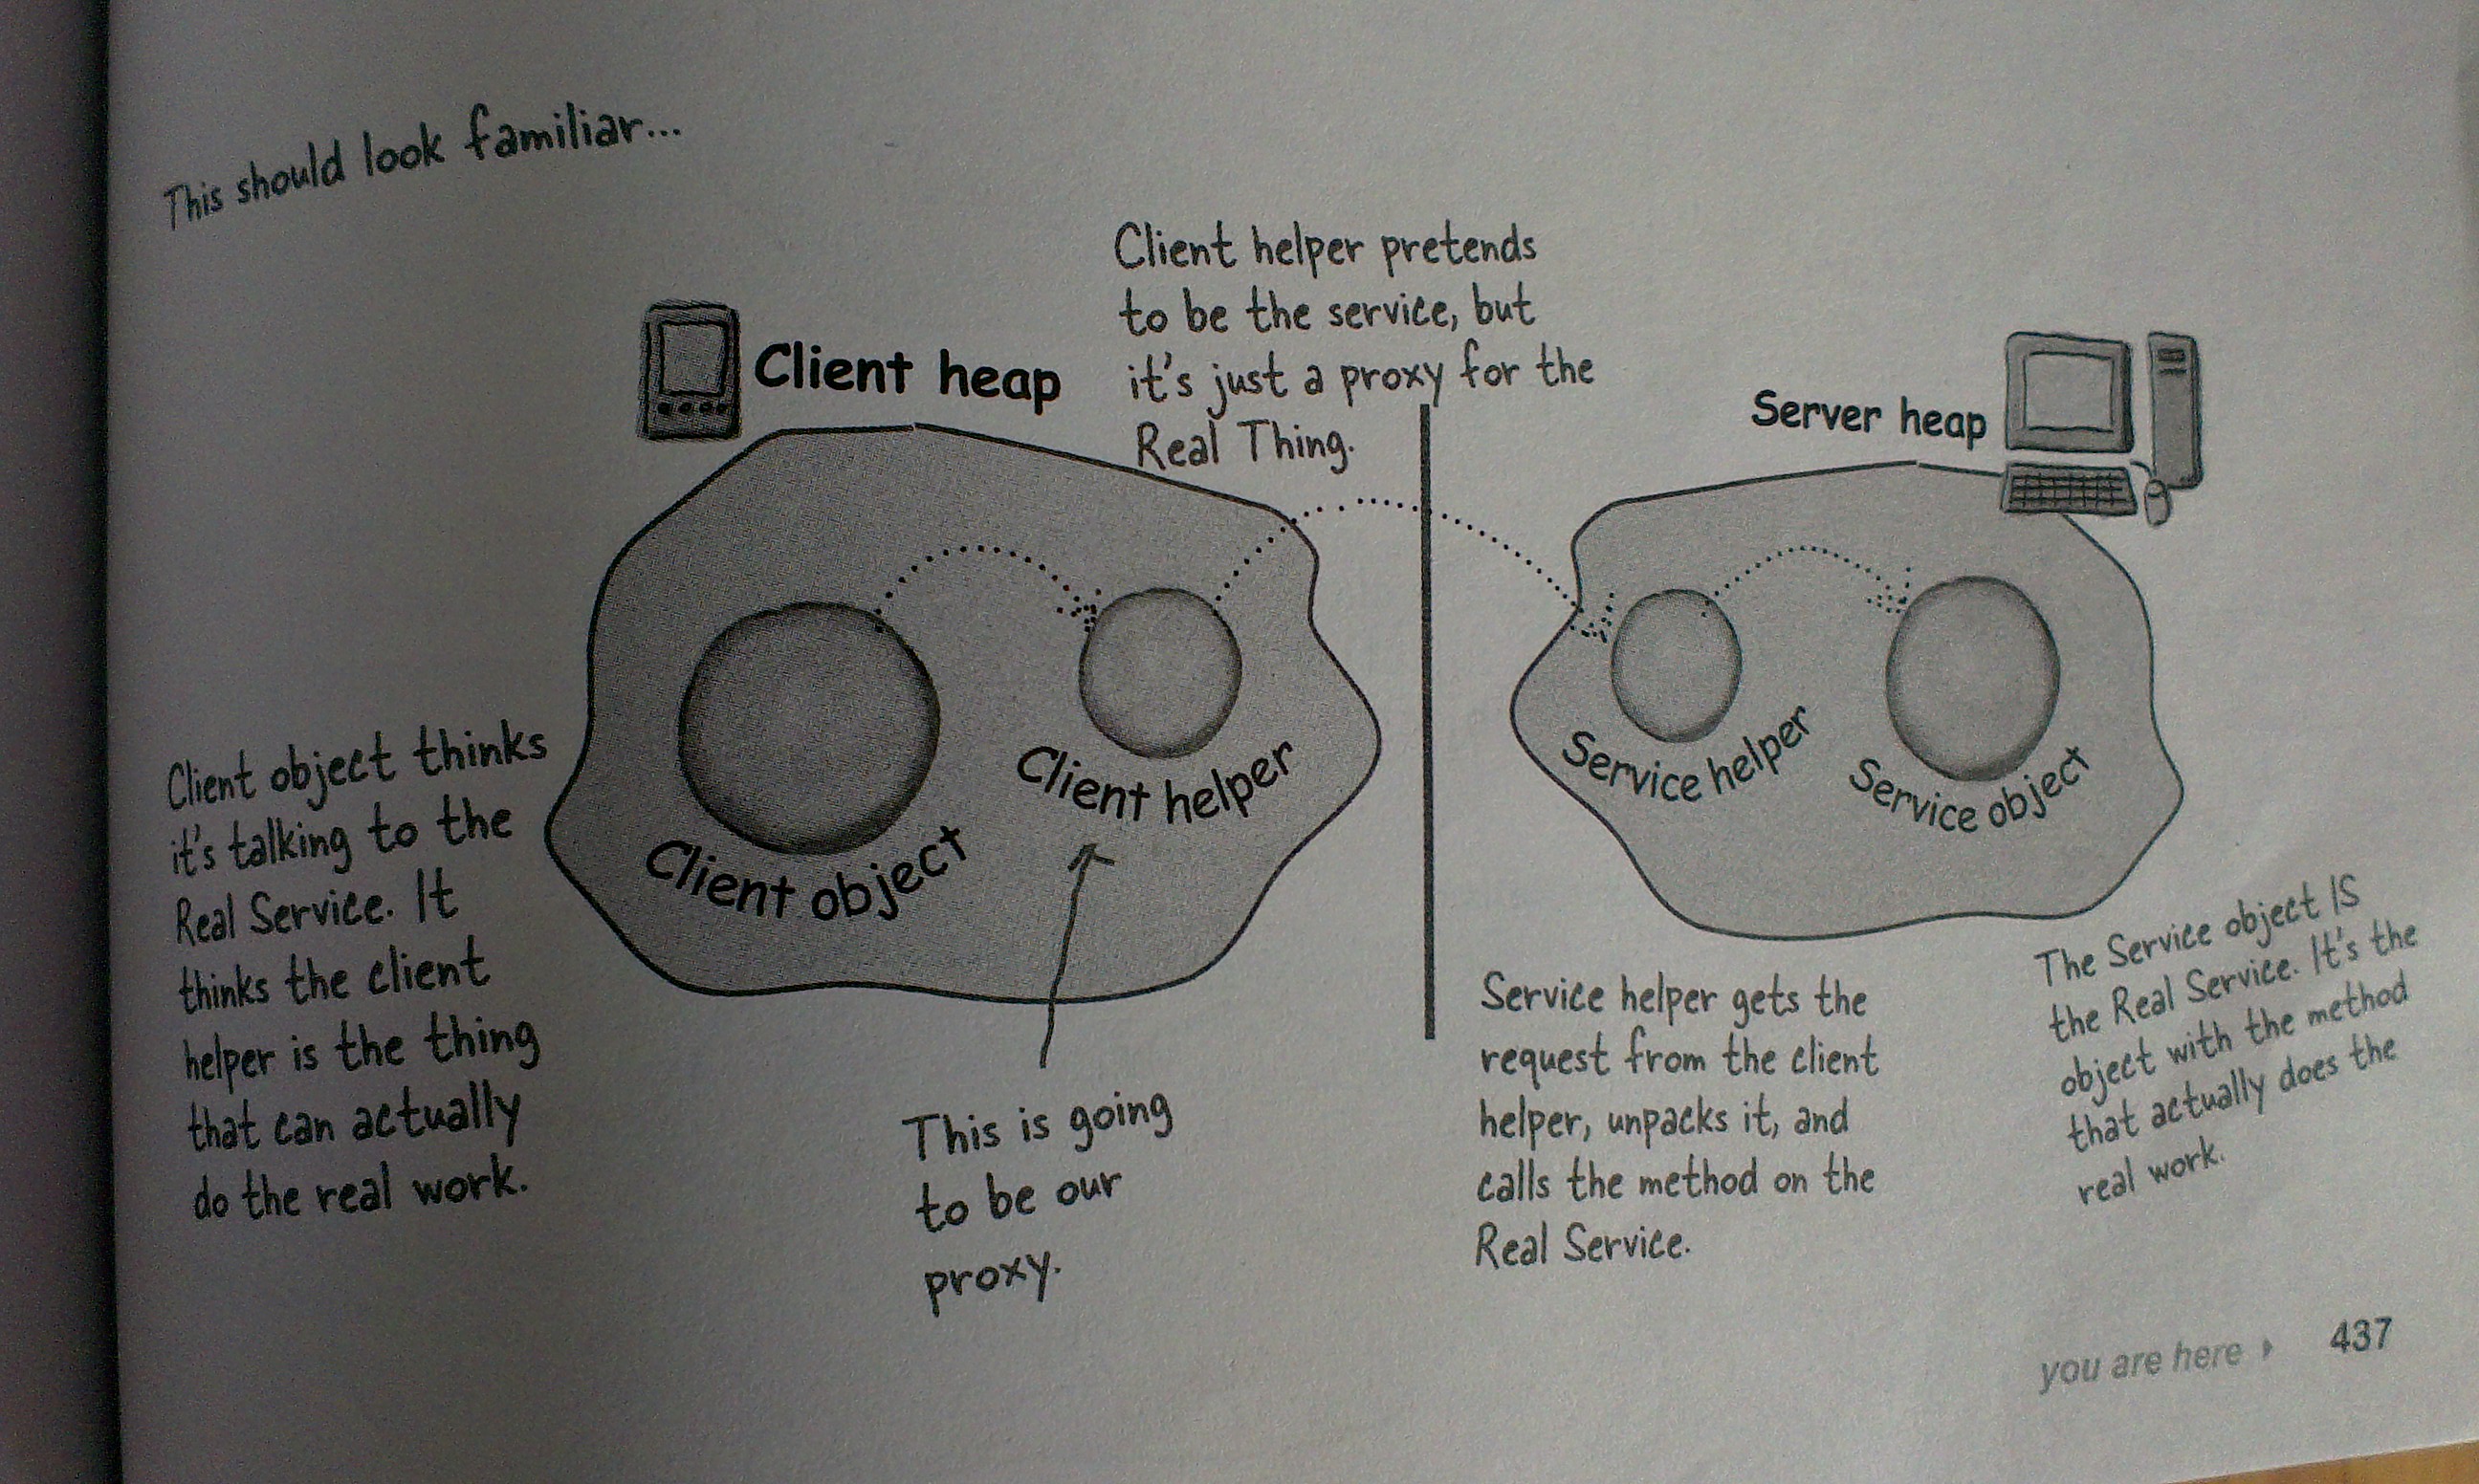 This should look familiar...
Client helper pretends
to be the service, but
it's just a proxy for the
Real Thing.
Client heap
Server heap
Client object
Client helper
Service helper
Service object
Client object thinks
it's talking to the
Real Service. It
thinks the client
helper is the thing
that can actually
do the real work.
This is going
to be our
proxy.
Service helper gets the
request from the client
helper, unpacks it, and
calls the method on the
Real Service.
The Service object IS
the Real Service. It's the
object with the method
that actually does the
real work.
you are here ▸ 437